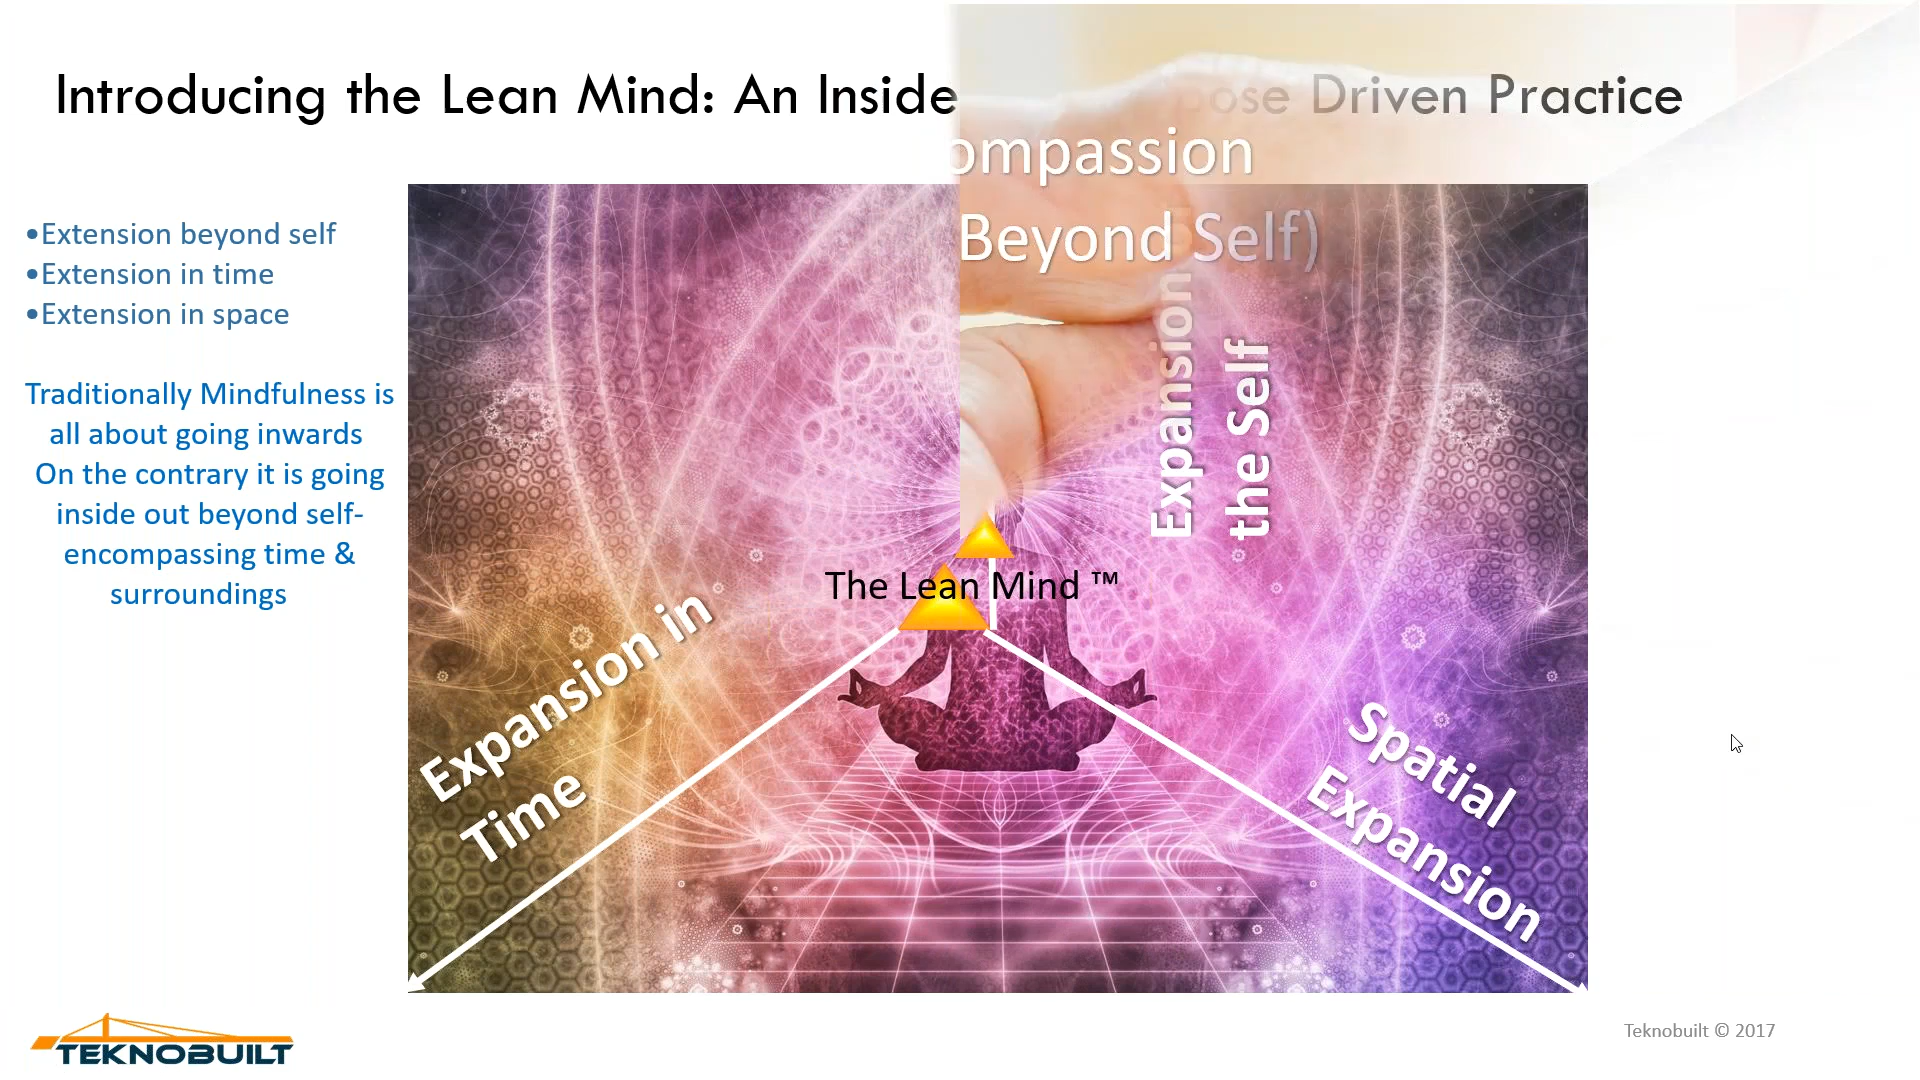 Introducing the Lean Mind: An Inside ose Driven Practice
ompassion
Beyond Self)
•Extension beyond self
•Extension in time
•Extension in space
Traditionally Mindfulness is
all about going inwards
On the contrary it is going
inside out beyond self-
encompassing time &
surroundings
Expansion
the Self
The Lean Mind ™
Expansion in
Time
Spatial
Expansion
TEKNOBUILT
Teknobuilt © 2017